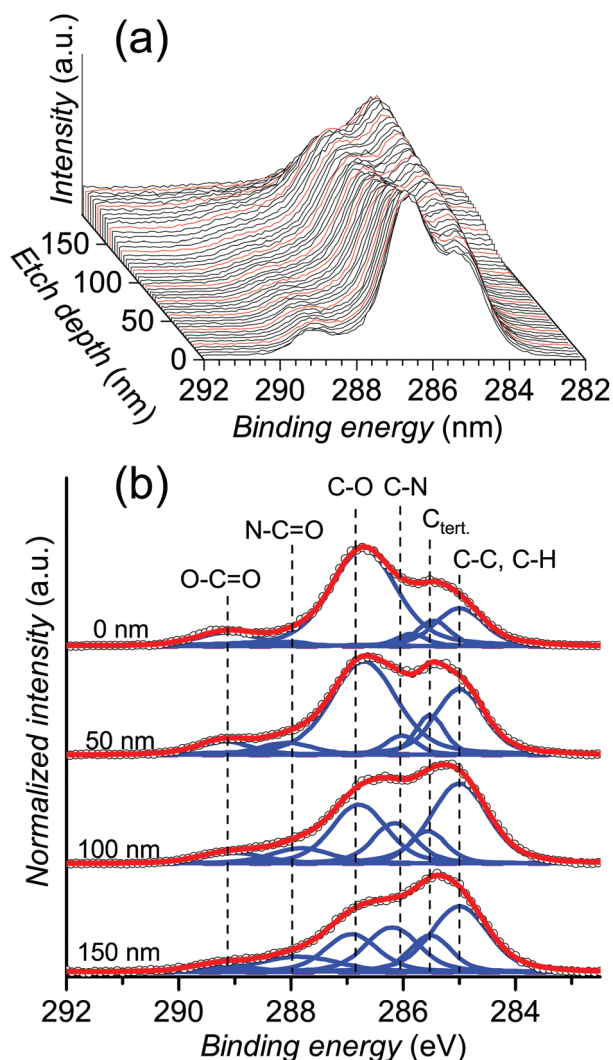 (a)
Intensity (a.u.)
Etch depth (nm)
150
100
50
0
292 290 288 286 284 282
Binding energy (nm)
(b)
C-O C-N
N-C=O
C tert.
O-C=O
C-C, C-H
0 nm
50 nm
100 nm
150 nm
Normalized intensity (a.u.)
292 290 288 286 284
Binding energy (eV)